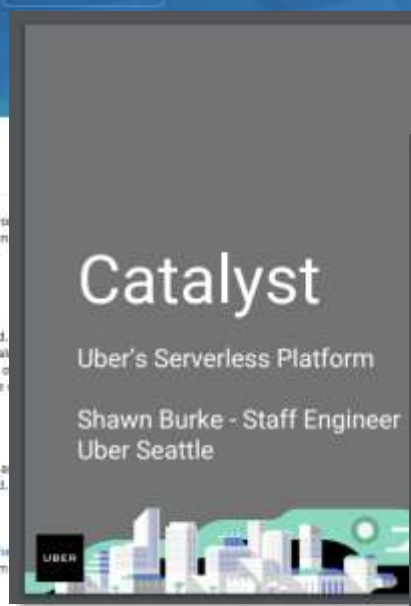 Catalyst
Uber's Serverless Platform
Shawn Burke - Staff Engineer
Uber Seattle
UBER